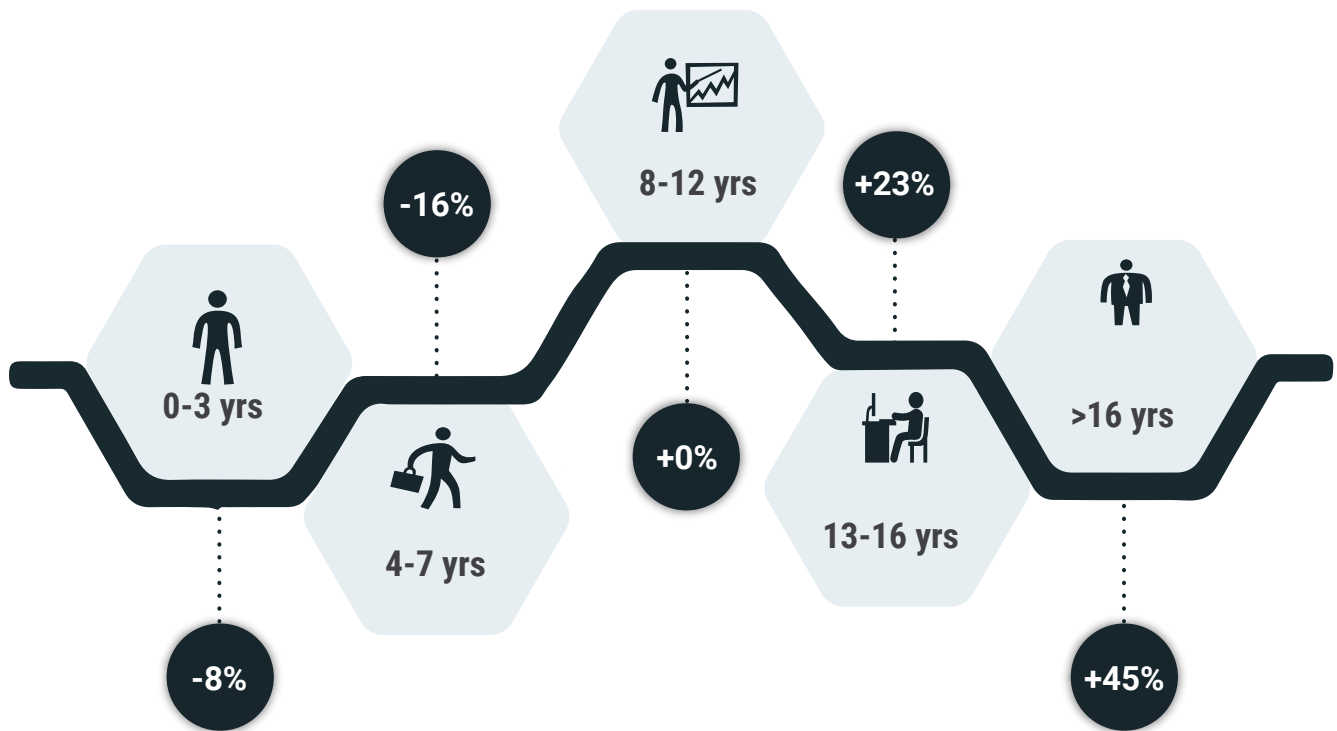 0-3 yrs
-8%
-16%
4-7 yrs
8-12 yrs
+0%
+23%
13-16 yrs
>16 yrs
+45%